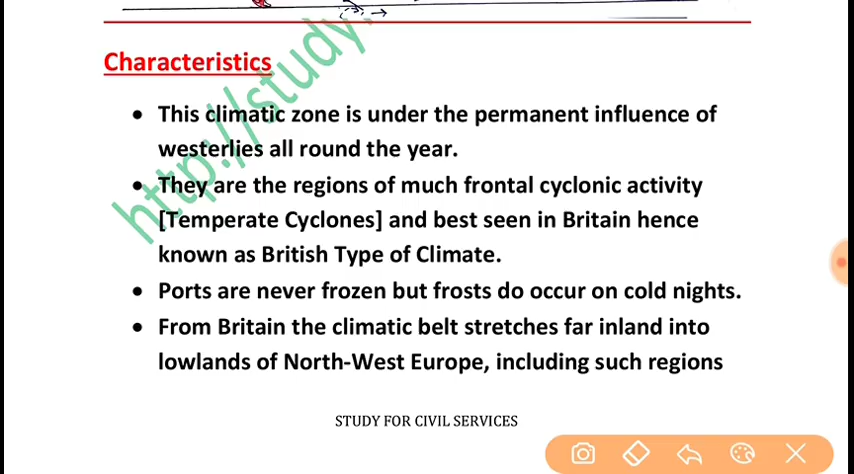 Characteristics
• This climatic zone is under the permanent influence of
westerlies all round the year.
• They are the regions of much frontal cyclonic activity
[Temperate Cyclones] and best seen in Britain hence
known as British Type of Climate.
• Ports are never frozen but frosts do occur on cold nights.
• From Britain the climatic belt stretches far inland into
lowlands of North-West Europe, including such regions
http://study
STUDY FOR CIVIL SERVICES